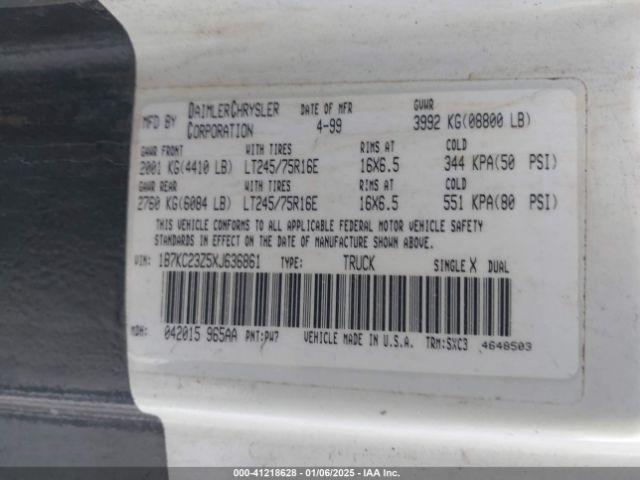 MFD BY DAIMLERCHRYSLER CORPORATION DATE OF MFR 4-99 GVWR 3992 KG(08800 LB)
GAWR FRONT WITH TIRES RIMS AT COLD
2001 KG(4410 LB) LT245/75R16E 16X6.5 344 KPA(50 PSI)
GAWR REAR WITH TIRES RIMS AT COLD
2760 KG(6084 LB) LT245/75R16E 16X6.5 551 KPA(80 PSI)
THIS VEHICLE CONFORMS TO ALL APPLICABLE FEDERAL MOTOR VEHICLE SAFETY
STANDARDS IN EFFECT ON THE DATE OF MANUFACTURE SHOWN ABOVE.
VIN: 1B7KC23Z5XJ636861 TYPE: TRUCK SINGLE X DUAL
MDH: 042015 965AA PNT:PW7 VEHICLE MADE IN U.S.A. TRM:SXC3 4648503
000-41218628 - 01/06/2025 - IAA Inc.